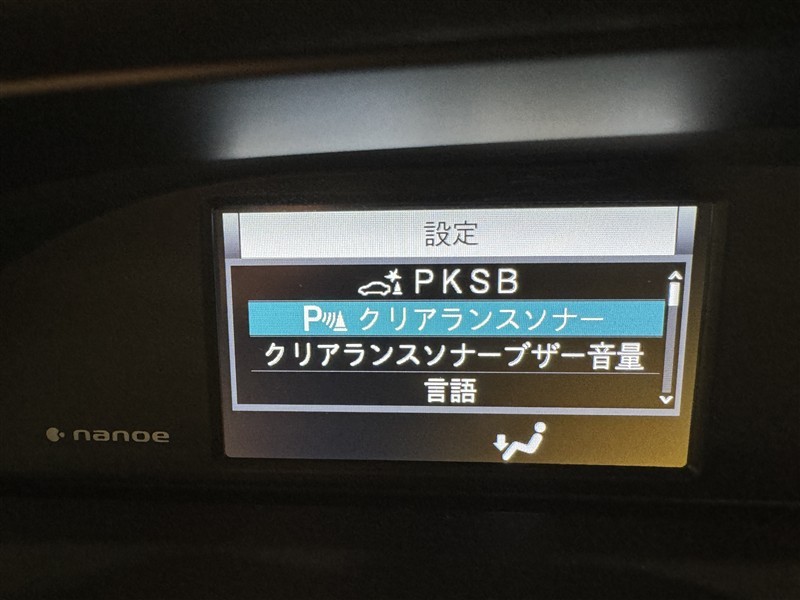 設定
PKSB
P クリアランスソナー
クリアランスソナーブザー音量
言語
nanoe